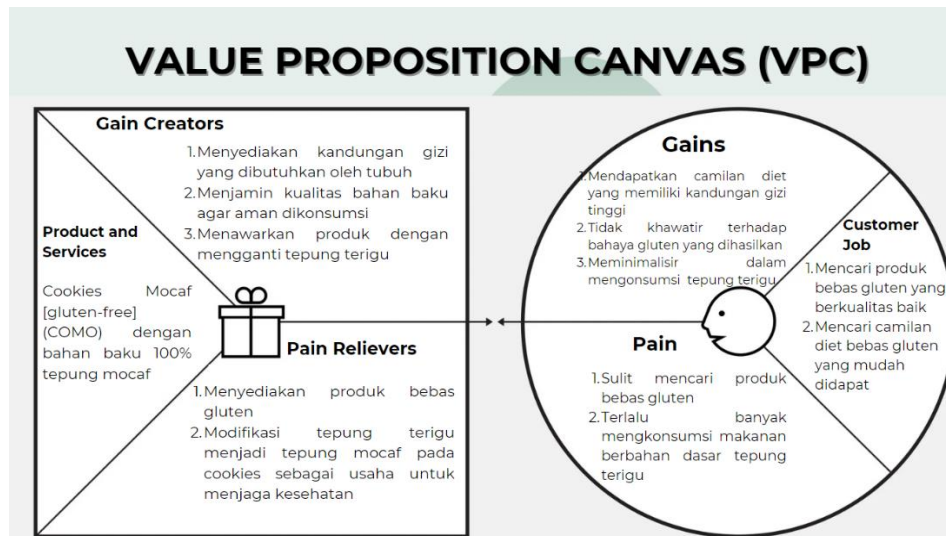 VALUE PROPOSITION CANVAS (VPC)
Gain Creators
1.Menyediakan kandungan gizi
yang dibutuhkan oleh tubuh
2.Menjamin kualitas bahan baku
agar aman dikonsumsi
3.Menawarkan produk dengan
mengganti tepung terigu
Product and
Services
Cookies Mocaf
[gluten-free]
(COMO) dengan
bahan baku 100%
tepung mocaf
Pain Relievers
1.Menyediakan produk bebas
gluten
2.Modifikasi tepung terigu
menjadi tepung mocaf pada
cookies sebagai usaha untuk
menjaga kesehatan
Gains
1.Mendapatkan camilan diet
yang memiliki kandungan gizi
tinggi
2.Tidak khawatir terhadap
bahaya gluten yang dihasilkan
3.Meminimalisir dalam
mengonsumsi tepung terigu
Customer
Job
1.Mencari produk
bebas gluten yang
berkualitas baik
2.Mencari camilan
diet bebas gluten
yang mudah
didapat
Pain
1.Sulit mencari produk
bebas gluten
2.Terlalu banyak
mengkonsumsi makanan
berbahan dasar tepung
terigu